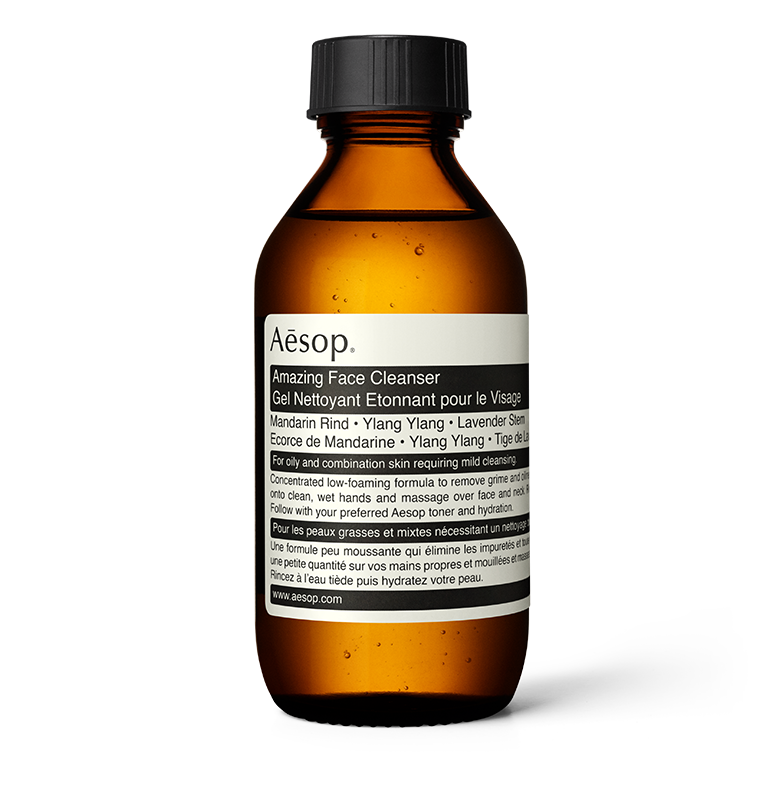 Aēsop®
Amazing Face Cleanser
Gel Nettoyant Etonnant pour le Visage
Mandarin Rind • Ylang Ylang • Lavender Stem
Ecorce de Mandarine • Ylang Ylang • Tige de
For oily and combination skin requiring mild cleansing
Concentrated low-foaming formula to remove grime and
onto clean, wet hands and massage over face and neck.
Follow with your preferred Aesop toner and hydration.
Pour les peaux grasses et mixtes nécessitant un nettoyage
Une formule peu moussante qui élimine les impuretés et
une petite quantité sur vos mains propres et mouillées et
Rincez à l'eau tiède puis hydratez votre peau.
www.aesop.com